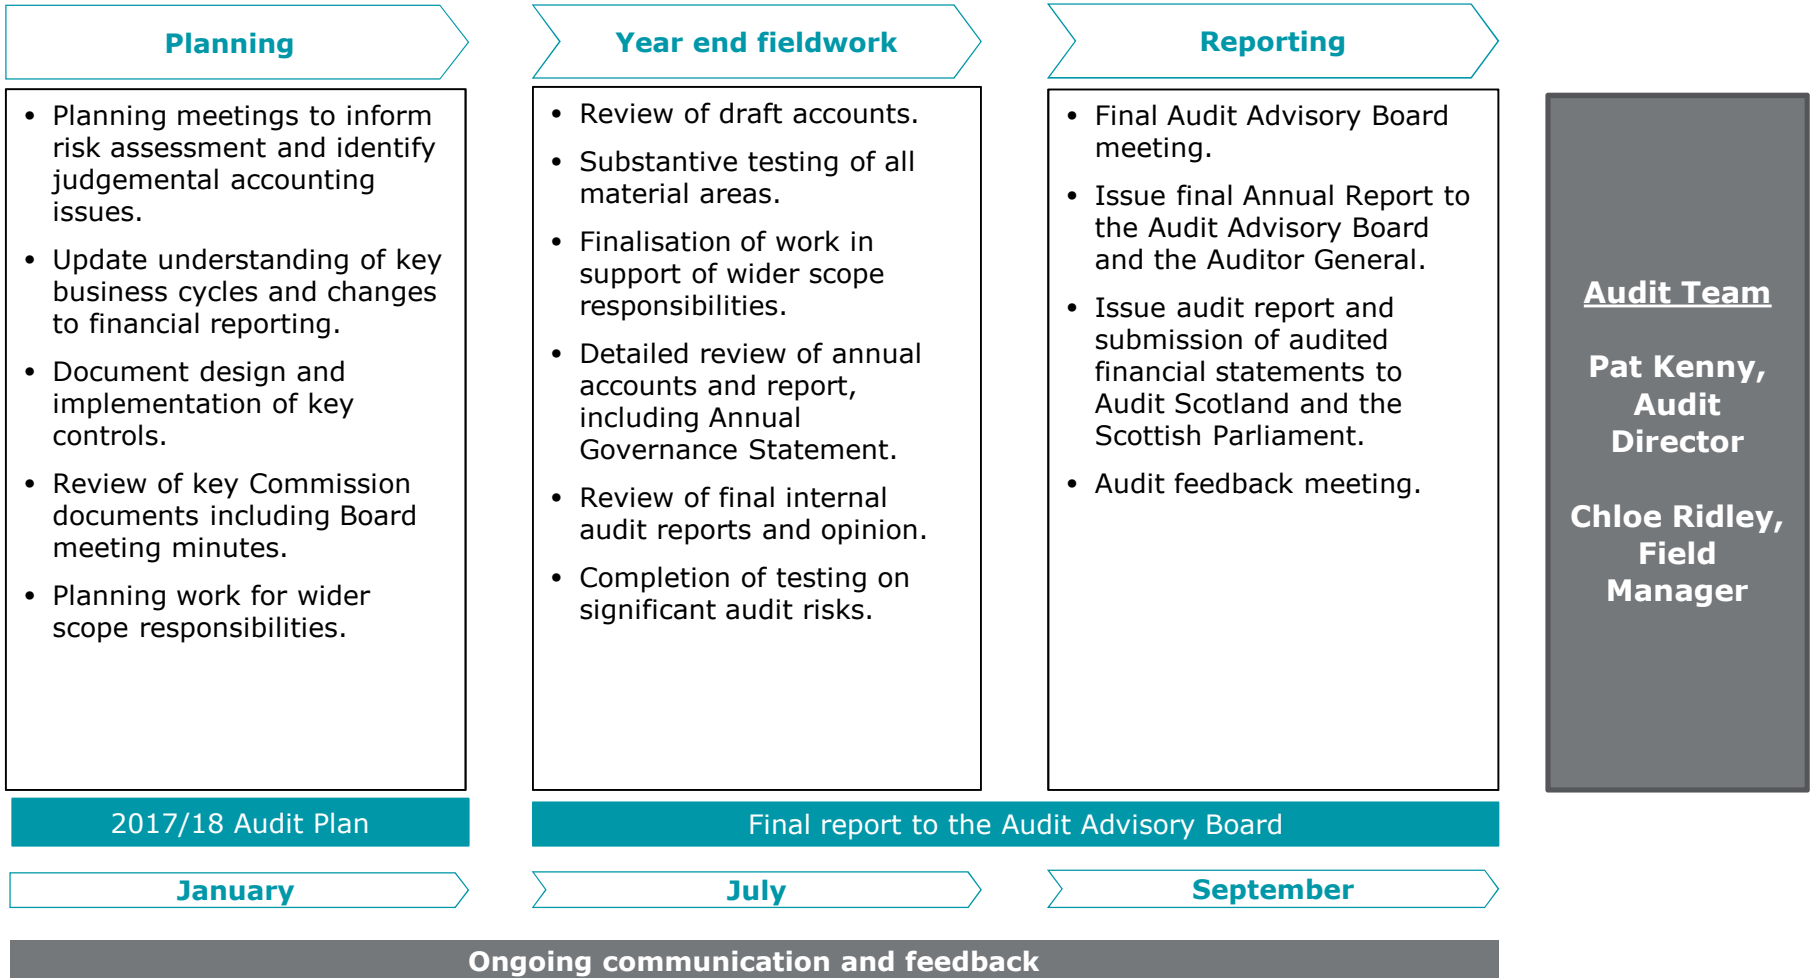 Planning
• Planning meetings to inform
risk assessment and identify
judgemental accounting
issues.
• Update understanding of key
business cycles and changes
to financial reporting.
• Document design and
implementation of key
controls.
• Review of key Commission
documents including Board
meeting minutes.
• Planning work for wider
scope responsibilities.
2017/18 Audit Plan
January
Year end fieldwork
• Review of draft accounts.
• Substantive testing of all
material areas.
• Finalisation of work in
support of wider scope
responsibilities.
• Detailed review of annual
accounts and report,
including Annual
Governance Statement.
• Review of final internal
audit reports and opinion.
• Completion of testing on
significant audit risks.
July
Reporting
• Final Audit Advisory Board
meeting.
• Issue final Annual Report to
the Audit Advisory Board
and the Auditor General.
• Issue audit report and
submission of audited
financial statements to
Audit Scotland and the
Scottish Parliament.
• Audit feedback meeting.
Final report to the Audit Advisory Board
September
Audit Team
Pat Kenny,
Audit
Director
Chloe Ridley,
Field
Manager
Ongoing communication and feedback